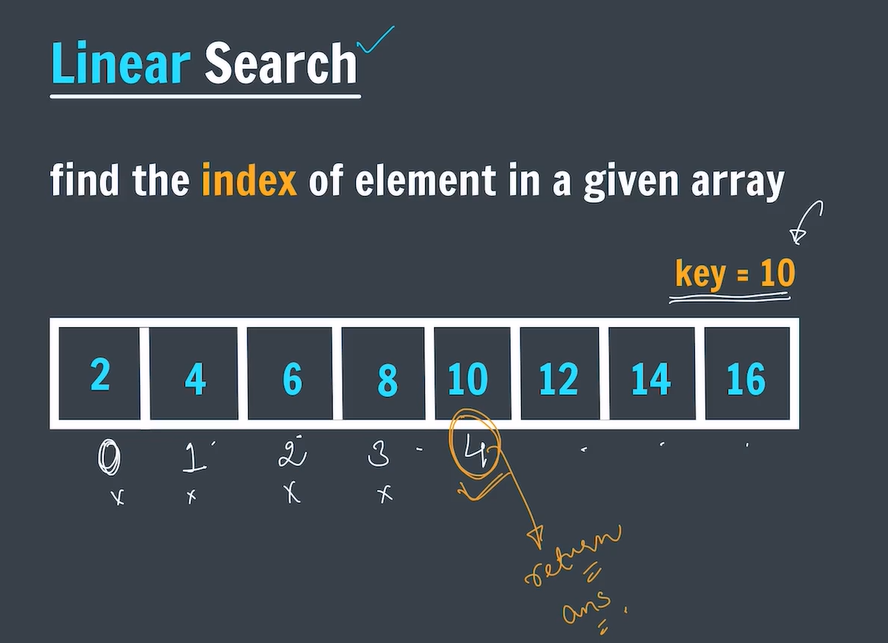 Linear Search
find the index of element in a given array
key = 10
2 4 6 8 10 12 14 16
0 1 2 3 4
x x x x
return
ans.